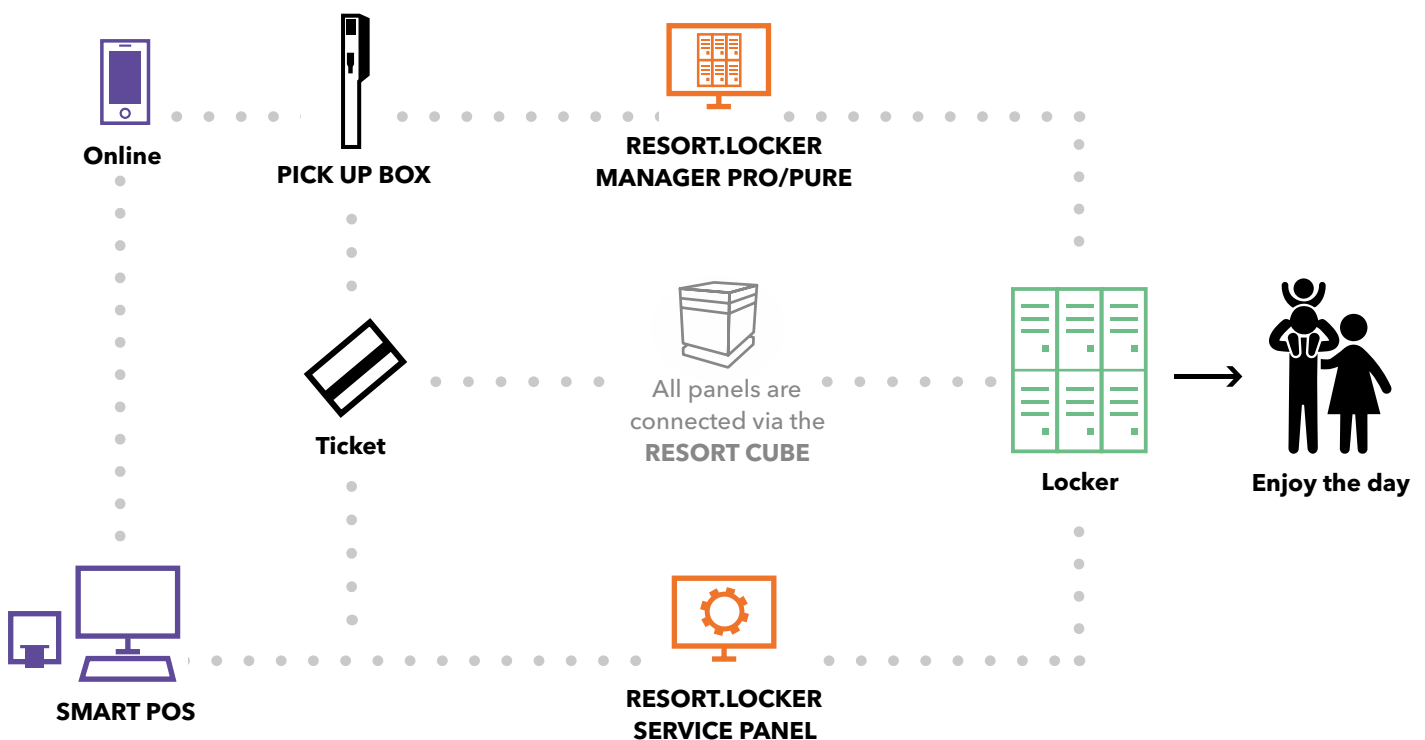 Online
PICK UP BOX
RESORT.LOCKER
MANAGER PRO/PURE
Ticket
All panels are
connected via the
RESORT CUBE
Locker
Enjoy the day
SMART POS
RESORT.LOCKER
SERVICE PANEL